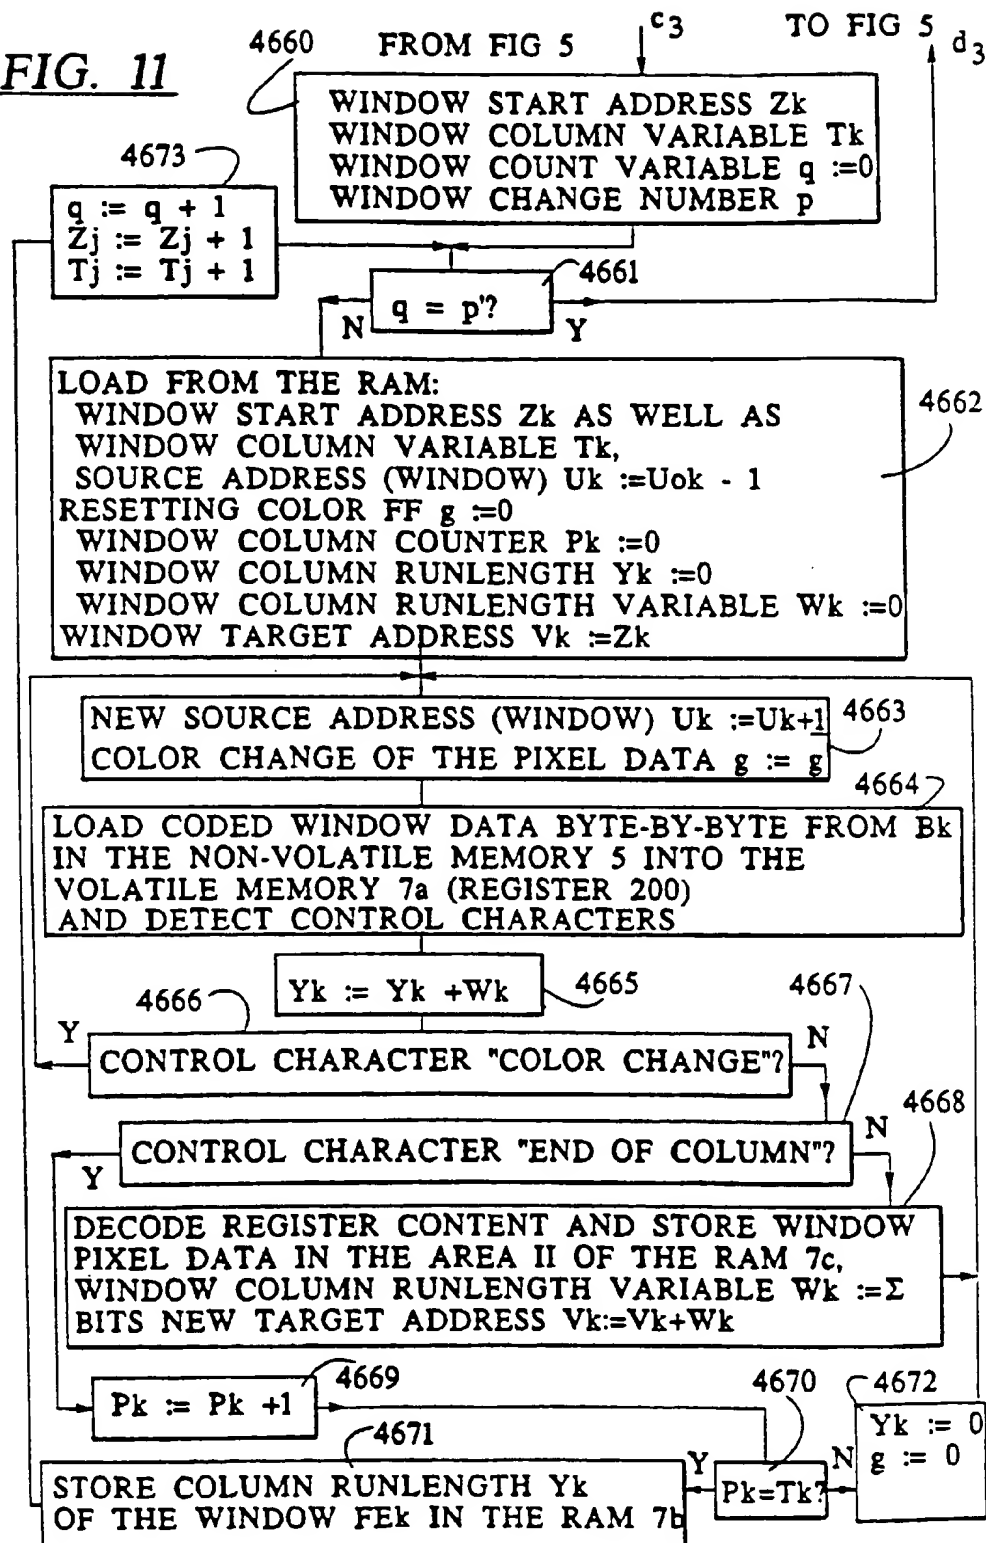 FIG. 11
4660
FROM FIG 5
c3
TO FIG 5
d3
WINDOW START ADDRESS Zk
WINDOW COLUMN VARIABLE Tk
WINDOW COUNT VARIABLE q :=0
WINDOW CHANGE NUMBER p
4673
q := q + 1
Zj := Zj + 1
Tj := Tj + 1
4661
q = p'?
N
Y
LOAD FROM THE RAM:
WINDOW START ADDRESS Zk AS WELL AS
WINDOW COLUMN VARIABLE Tk,
SOURCE ADDRESS (WINDOW) Uk :=Uok - 1
RESETTING COLOR FF g :=0
WINDOW COLUMN COUNTER Pk :=0
WINDOW COLUMN RUNLENGTH Yk :=0
WINDOW COLUMN RUNLENGTH VARIABLE Wk :=0
WINDOW TARGET ADDRESS Vk :=Zk
4662
NEW SOURCE ADDRESS (WINDOW) Uk :=Uk+1
COLOR CHANGE OF THE PIXEL DATA g := g̅
4663
4664
LOAD CODED WINDOW DATA BYTE-BY-BYTE FROM Bk
IN THE NON-VOLATILE MEMORY 5 INTO THE
VOLATILE MEMORY 7a (REGISTER 200)
AND DETECT CONTROL CHARACTERS
Yk := Yk +Wk
4665
4666
4667
Y
CONTROL CHARACTER "COLOR CHANGE"?
N
4668
CONTROL CHARACTER "END OF COLUMN"?
N
Y
DECODE REGISTER CONTENT AND STORE WINDOW
PIXEL DATA IN THE AREA II OF THE RAM 7c,
WINDOW COLUMN RUNLENGTH VARIABLE Wk :=Σ
BITS NEW TARGET ADDRESS Vk:=Vk+Wk
4669
Pk := Pk +1
4670
4672
Yk := 0
g := 0
4671
STORE COLUMN RUNLENGTH Yk
OF THE WINDOW FEk IN THE RAM 7b
Y
Pk=Tk?
N